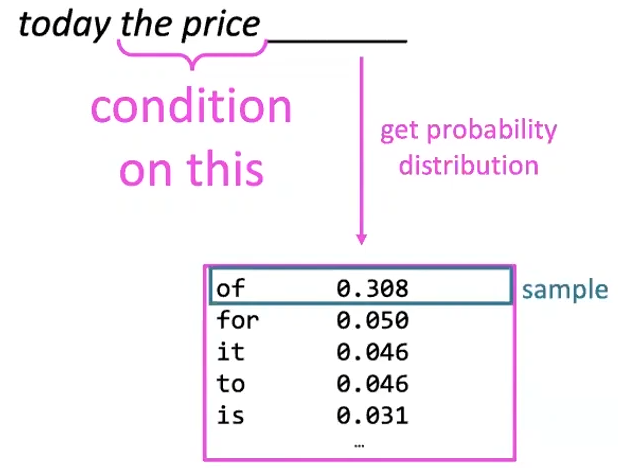 today the price ____________
condition
on this
get probability
distribution
of 0.308
sample
for 0.050
it 0.046
to 0.046
is 0.031
…